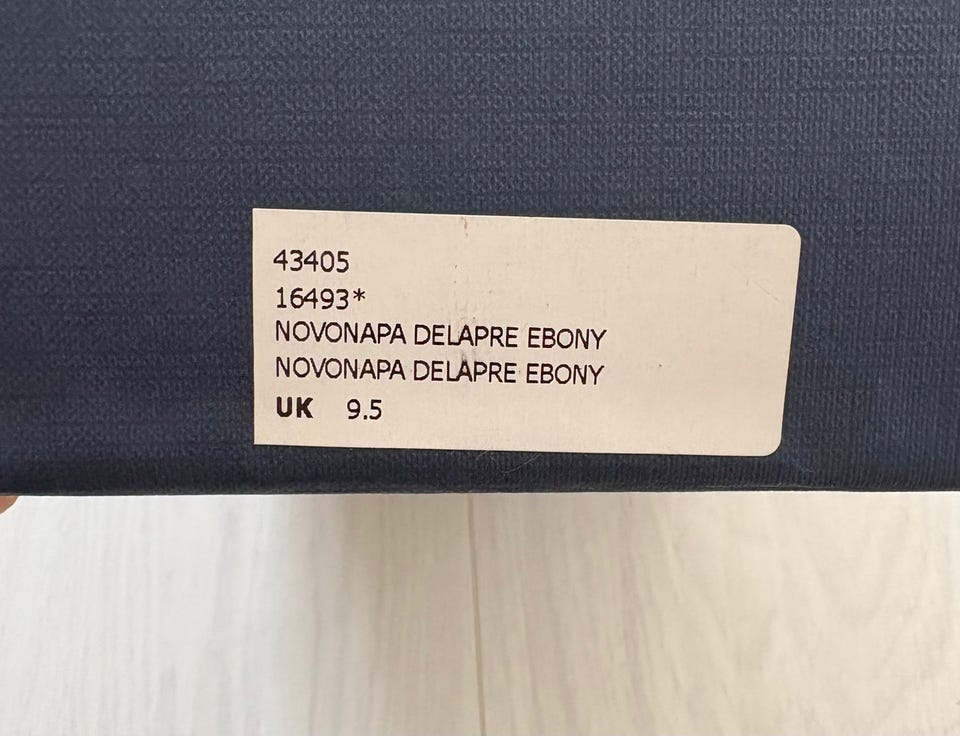 43405
16493*
NOVONAPA DELAPRE EBONY
NOVONAPA DELAPRE EBONY
UK 9.5